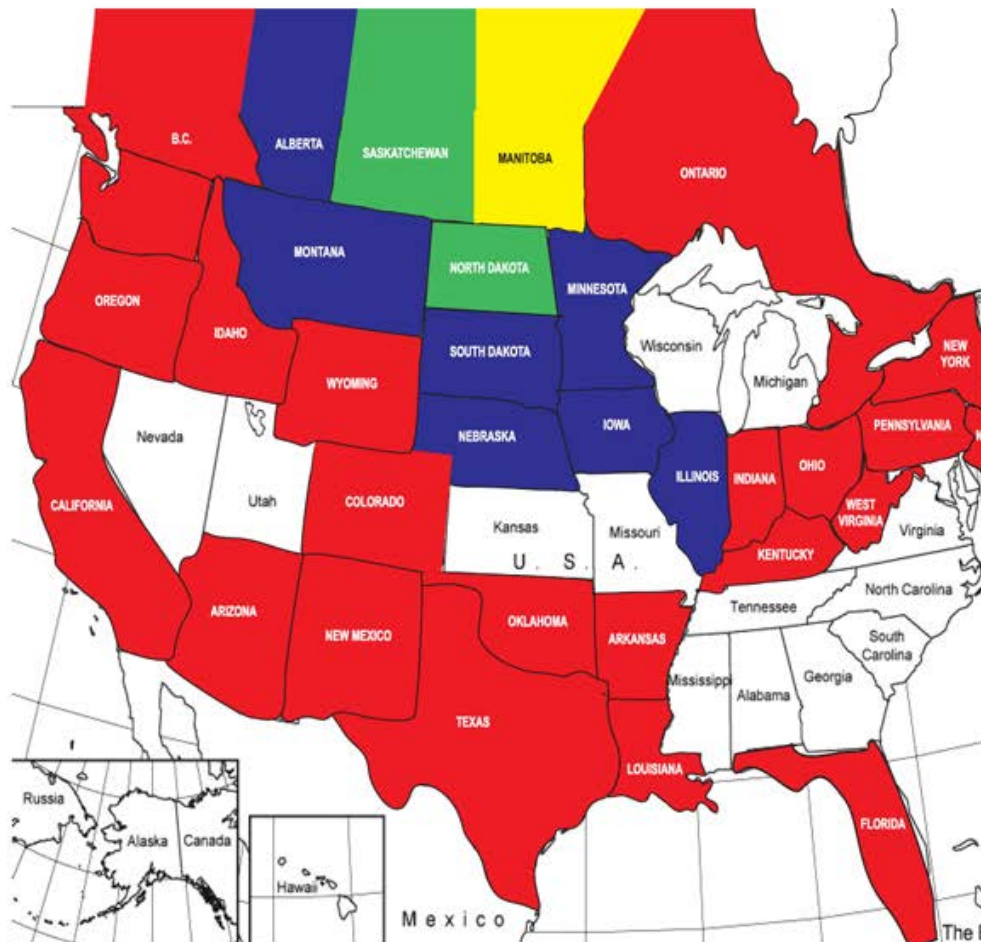 B.C.
ALBERTA
SASKATCHEWAN
MANITOBA
ONTARIO
MONTANA
NORTH DAKOTA
MINNESOTA
OREGON
IDAHO
SOUTH DAKOTA
Wisconsin
NEW
YORK
WYOMING
Michigan
NEBRASKA
IOWA
PENNSYLVANIA
Nevada
ILLINOIS
INDIANA
OHIO
CALIFORNIA
Utah
COLORADO
Kansas
Missouri
WEST
VIRGINIA
Virginia
KENTUCKY
U. S. A.
ARIZONA
NEW MEXICO
OKLAHOMA
ARKANSAS
Tennessee
North Carolina
South
Carolina
Mississippi
Alabama
Georgia
TEXAS
LOUISIANA
Russia
FLORIDA
Alaska
Canada
Hawaii
Mexico
The